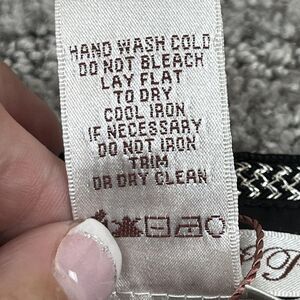 HAND WASH COLD
DO NOT BLEACH
LAY FLAT
TO DRY
COOL IRON
IF NECESSARY
DO NOT IRON
TRIM
OR DRY CLEAN